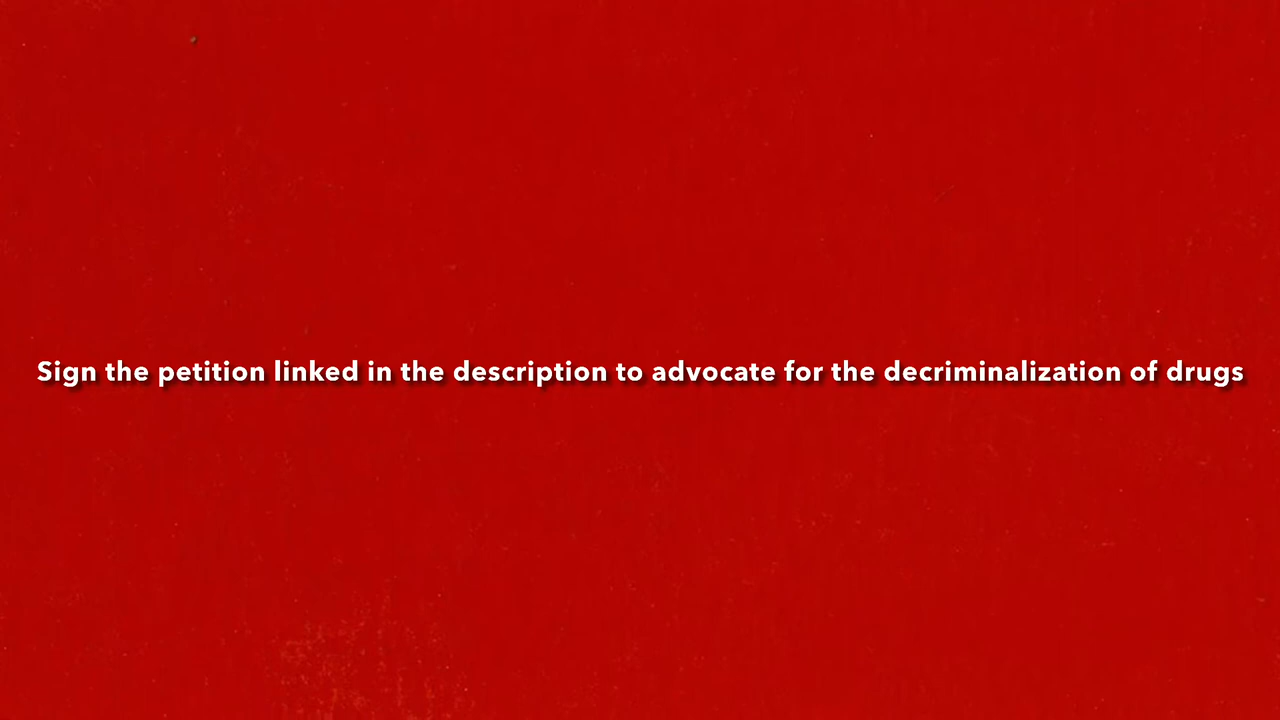 Sign the petition linked in the description to advocate for the decriminalization of drugs